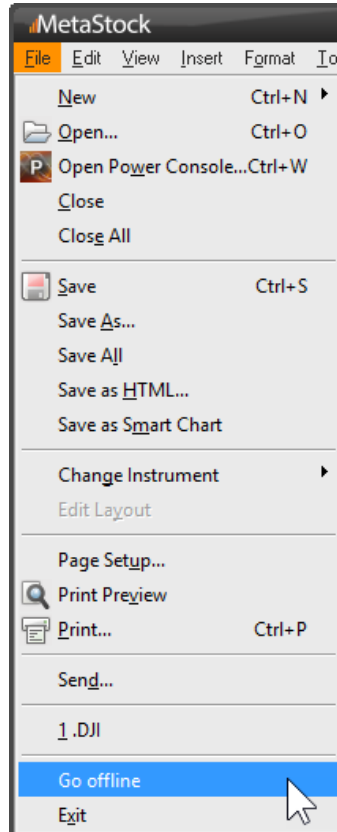 MetaStock
File Edit View Insert Format To
New Ctrl+N
Open... Ctrl+O
P Open Power Console...Ctrl+W
Close
Close All
Save Ctrl+S
Save As...
Save All
Save as HTML...
Save as Smart Chart
Change Instrument
Edit Layout
Page Setup...
Print Preview
Print... Ctrl+P
Send...
1 .DJI
Go offline
Exit